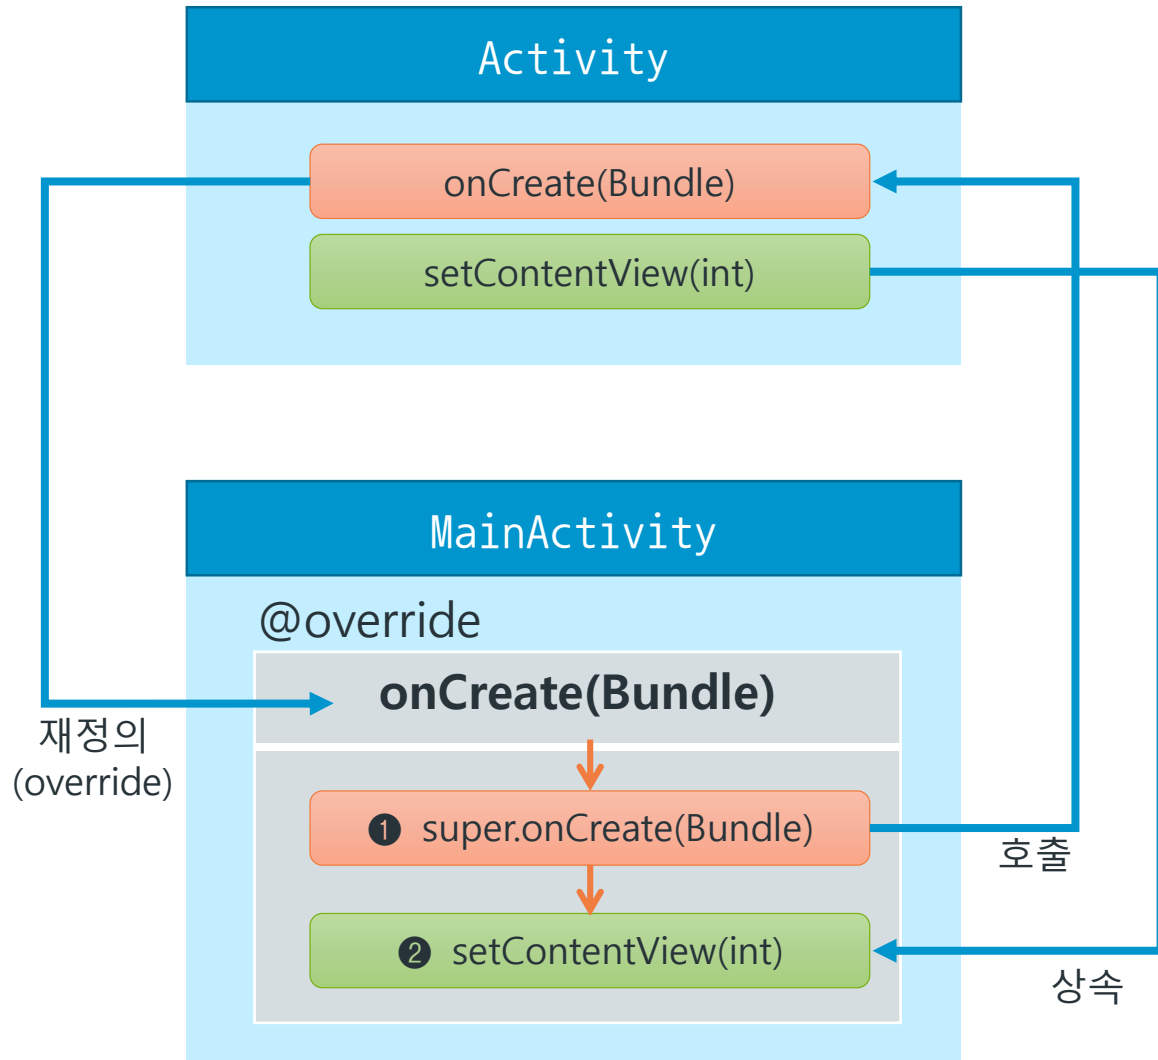 Activity
onCreate(Bundle)
setContentView(int)
MainActivity
@override
onCreate(Bundle)
재정의
(override)
❶ super.onCreate(Bundle)
호출
❷ setContentView(int)
상속